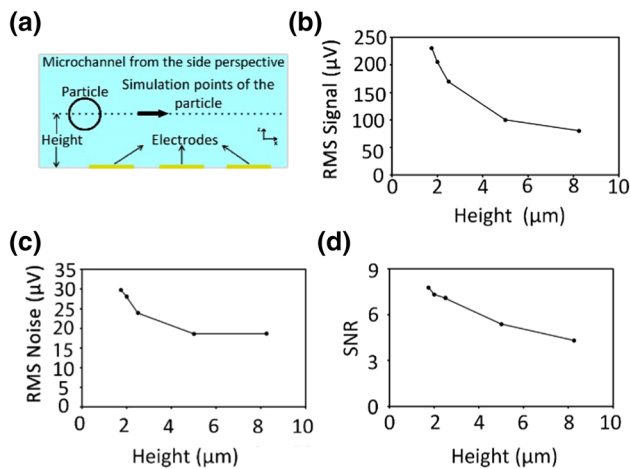 (a)
Microchannel from the side perspective
Simulation points of the
particle
Particle
Height
Electrodes
z
x
(b)
RMS Signal (µV)
250
200
150
100
50
0
0 2 4 6 8 10
Height (µm)
(c)
RMS Noise (µV)
35
30
25
20
15
10
5
0
0 2 4 6 8 10
Height (µm)
(d)
SNR
9
6
3
0
0 2 4 6 8 10
Height (µm)